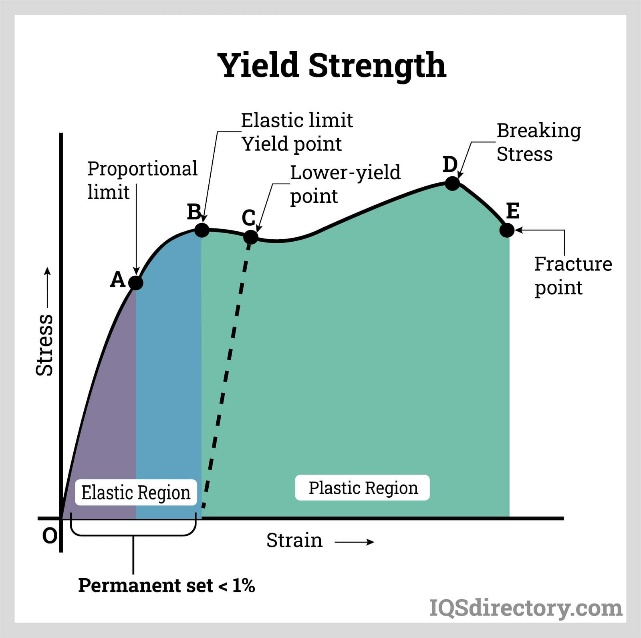 Yield Strength
Elastic limit
Yield point
Breaking
Stress
Proportional
limit
Lower-yield
point
D
B
C
E
A
Fracture
point
Stress
Elastic Region
Plastic Region
O
Strain
Permanent set < 1%
IQSdirectory.com